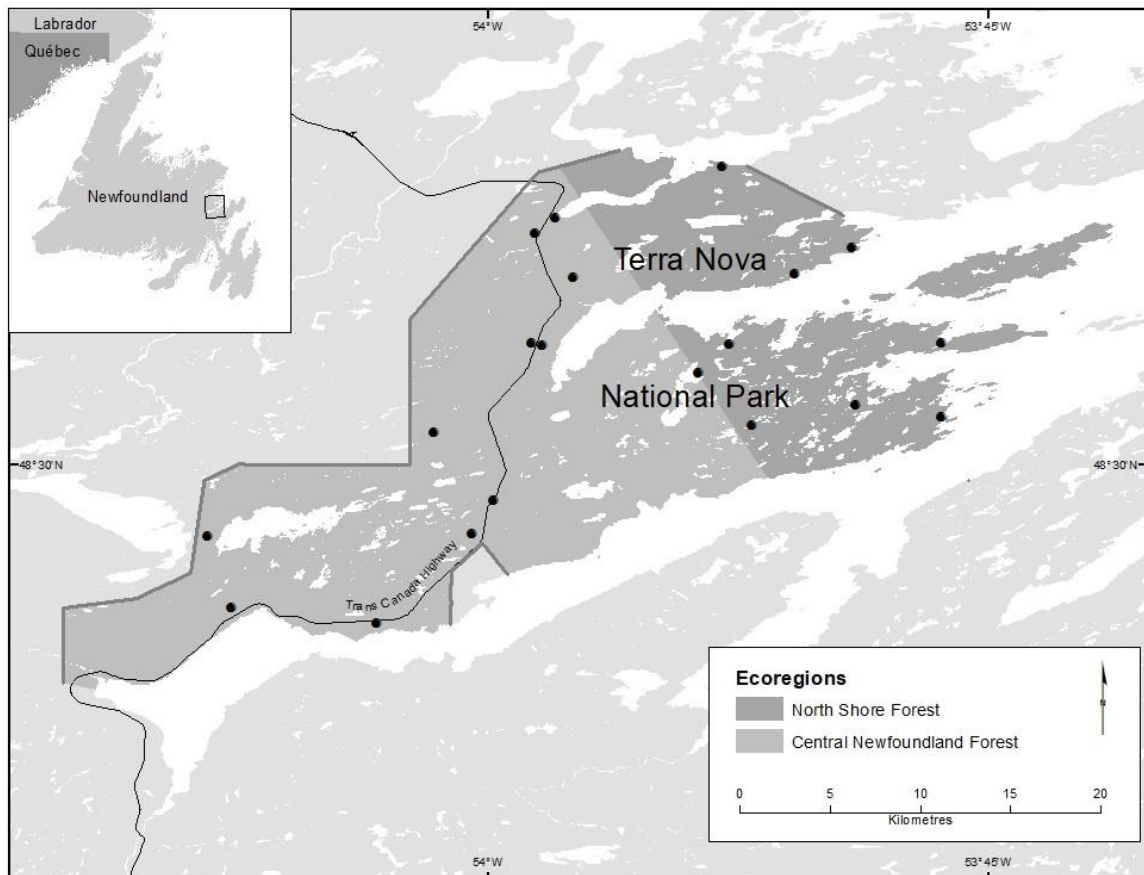 Labrador
Québec
Newfoundland
54°W
53°45'W
Terra Nova
National Park
48°30'N
48°30'N
Trans Canada Highway
Ecoregions
North Shore Forest
Central Newfoundland Forest
N
0 5 10 15 20
Kilometres
54°W
53°45'W